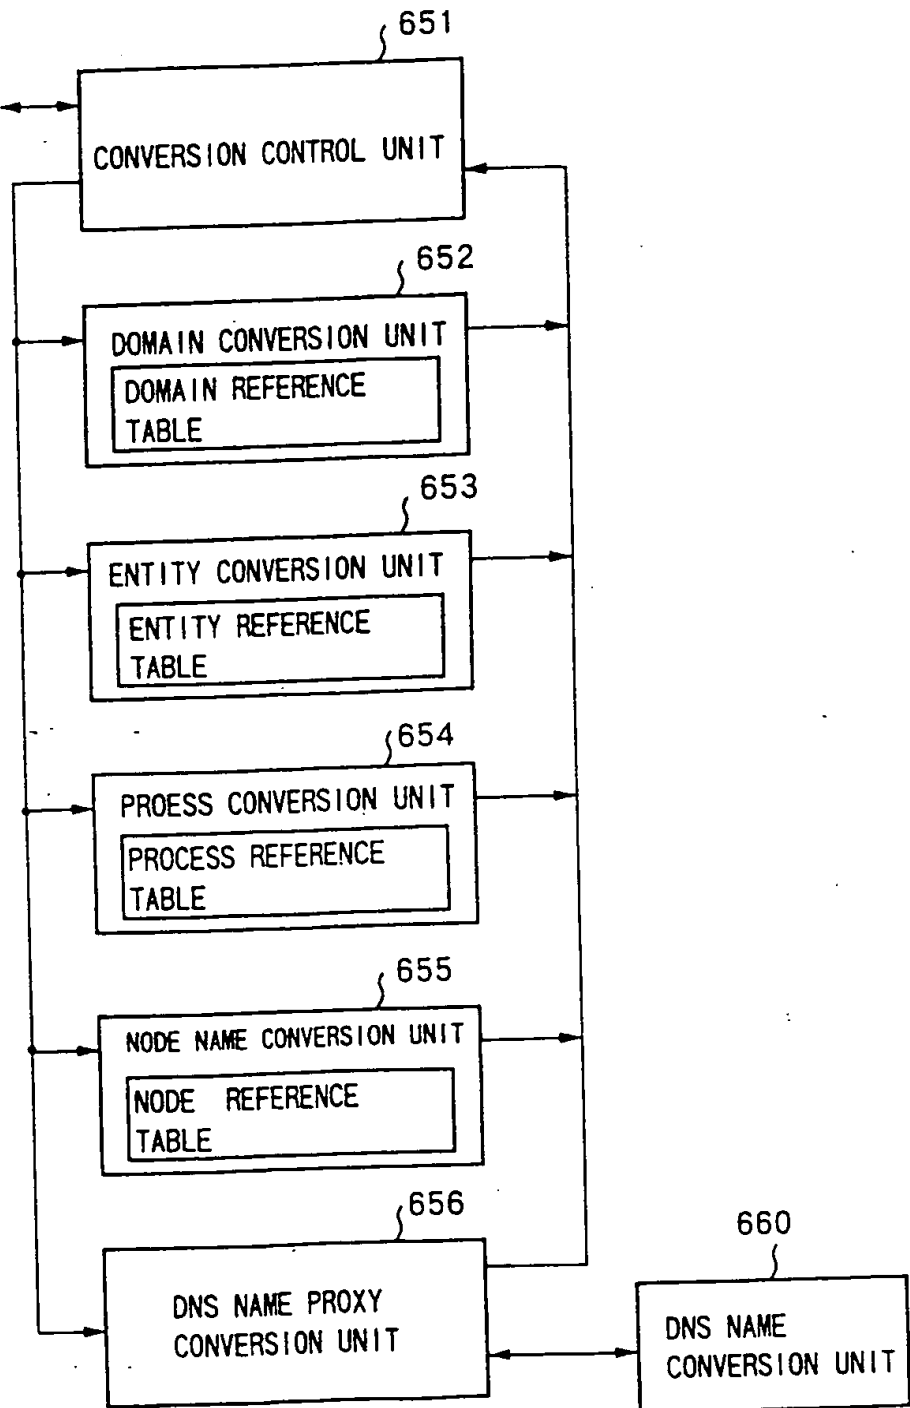 651
CONVERSION CONTROL UNIT
652
DOMAIN CONVERSION UNIT
DOMAIN REFERENCE
TABLE
653
ENTITY CONVERSION UNIT
ENTITY REFERENCE
TABLE
654
PROESS CONVERSION UNIT
PROCESS REFERENCE
TABLE
655
NODE NAME CONVERSION UNIT
NODE REFERENCE
TABLE
656
DNS NAME PROXY
CONVERSION UNIT
660
DNS NAME
CONVERSION UNIT